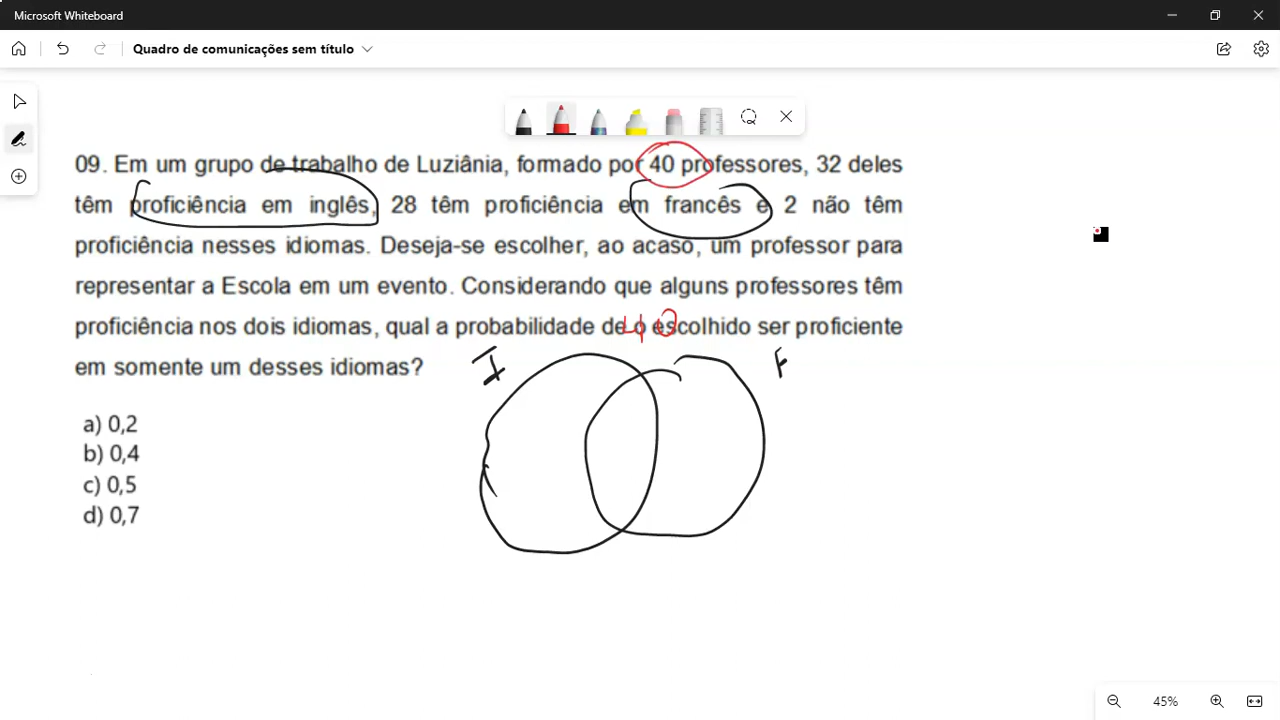 Microsoft Whiteboard
Quadro de comunicações sem título
09. Em um grupo de trabalho de Luziânia, formado por 40 professores, 32 deles
têm proficiência em inglês, 28 têm proficiência em francês e 2 não têm
proficiência nesses idiomas. Deseja-se escolher, ao acaso, um professor para
representar a Escola em um evento. Considerando que alguns professores têm
proficiência nos dois idiomas, qual a probabilidade de o escolhido ser proficiente
em somente um desses idiomas?
40
I
F
a) 0,2
b) 0,4
c) 0,5
d) 0,7
45%